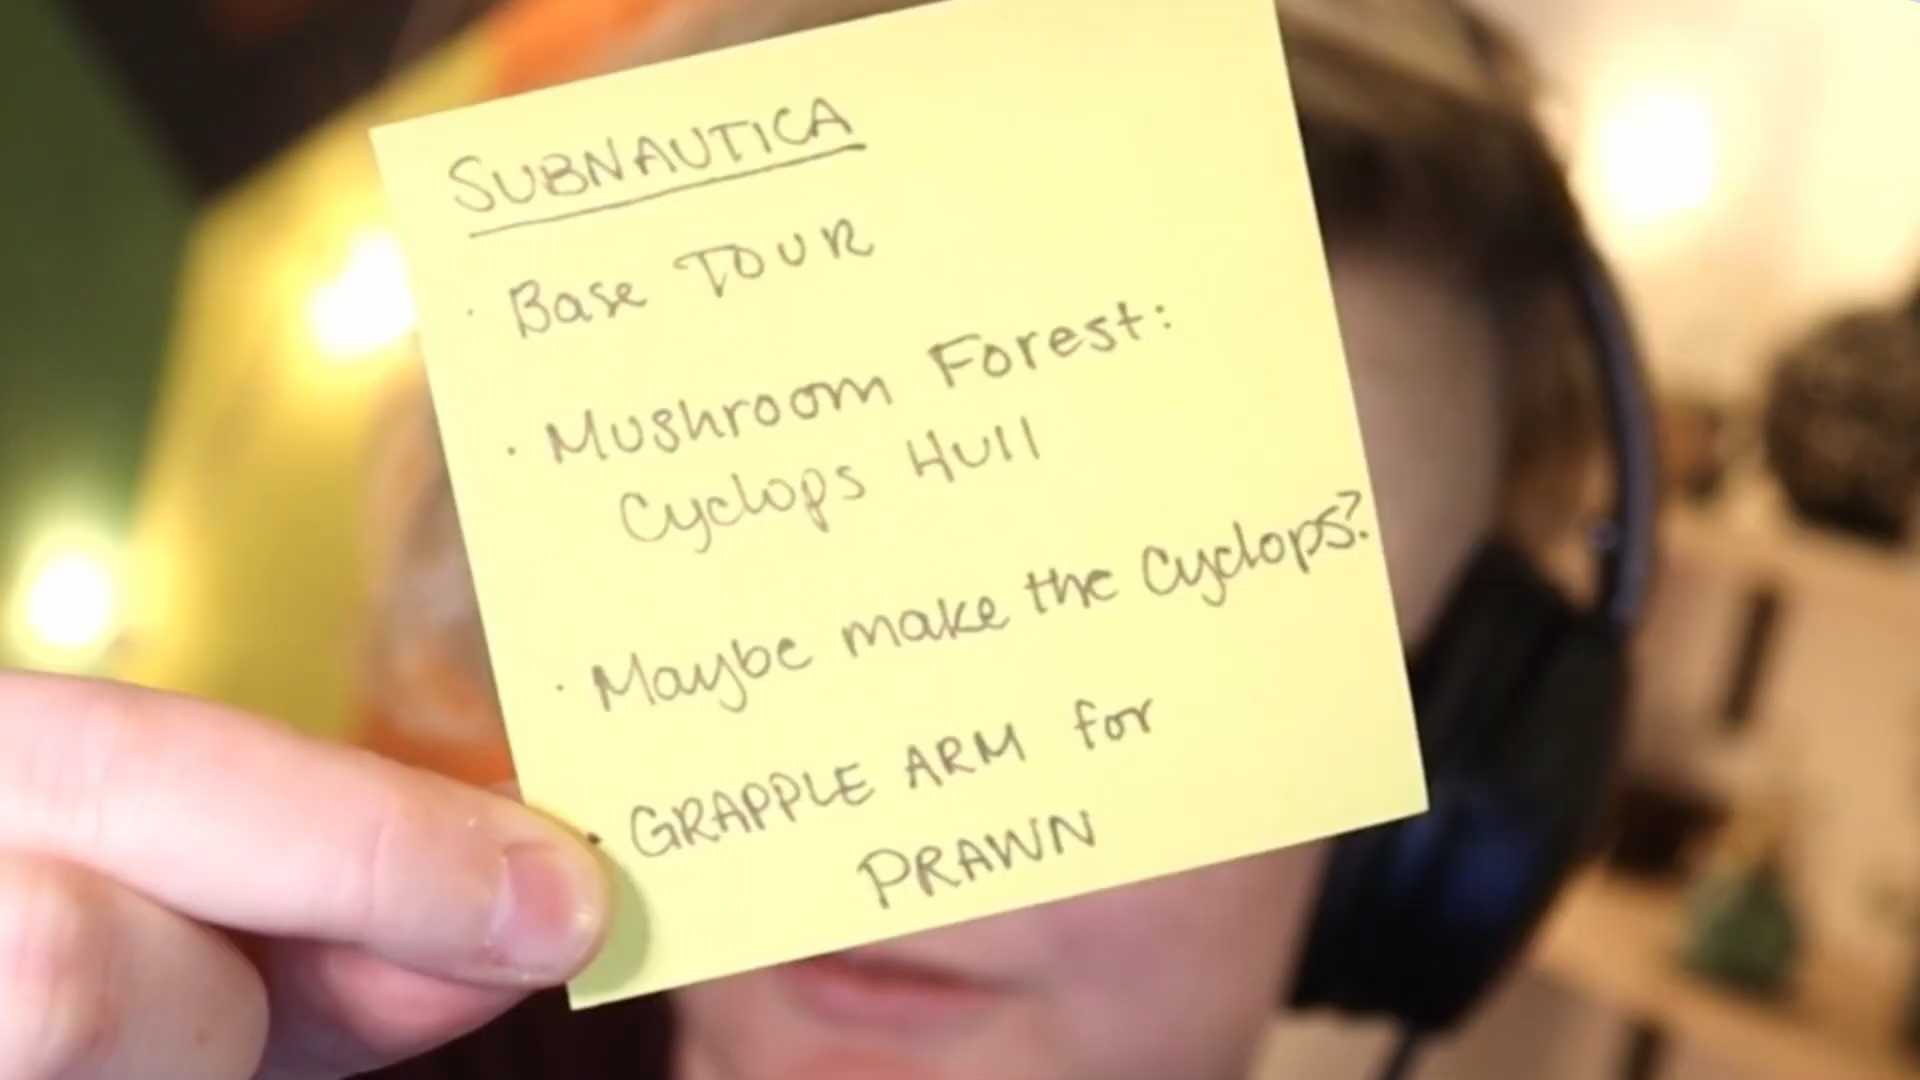 SUBNAUTICA
· Base TOUR
· Mushroom Forest:
Cyclops Hull
· Maybe make the Cyclops?
· GRAPPLE ARM for
PRAWN